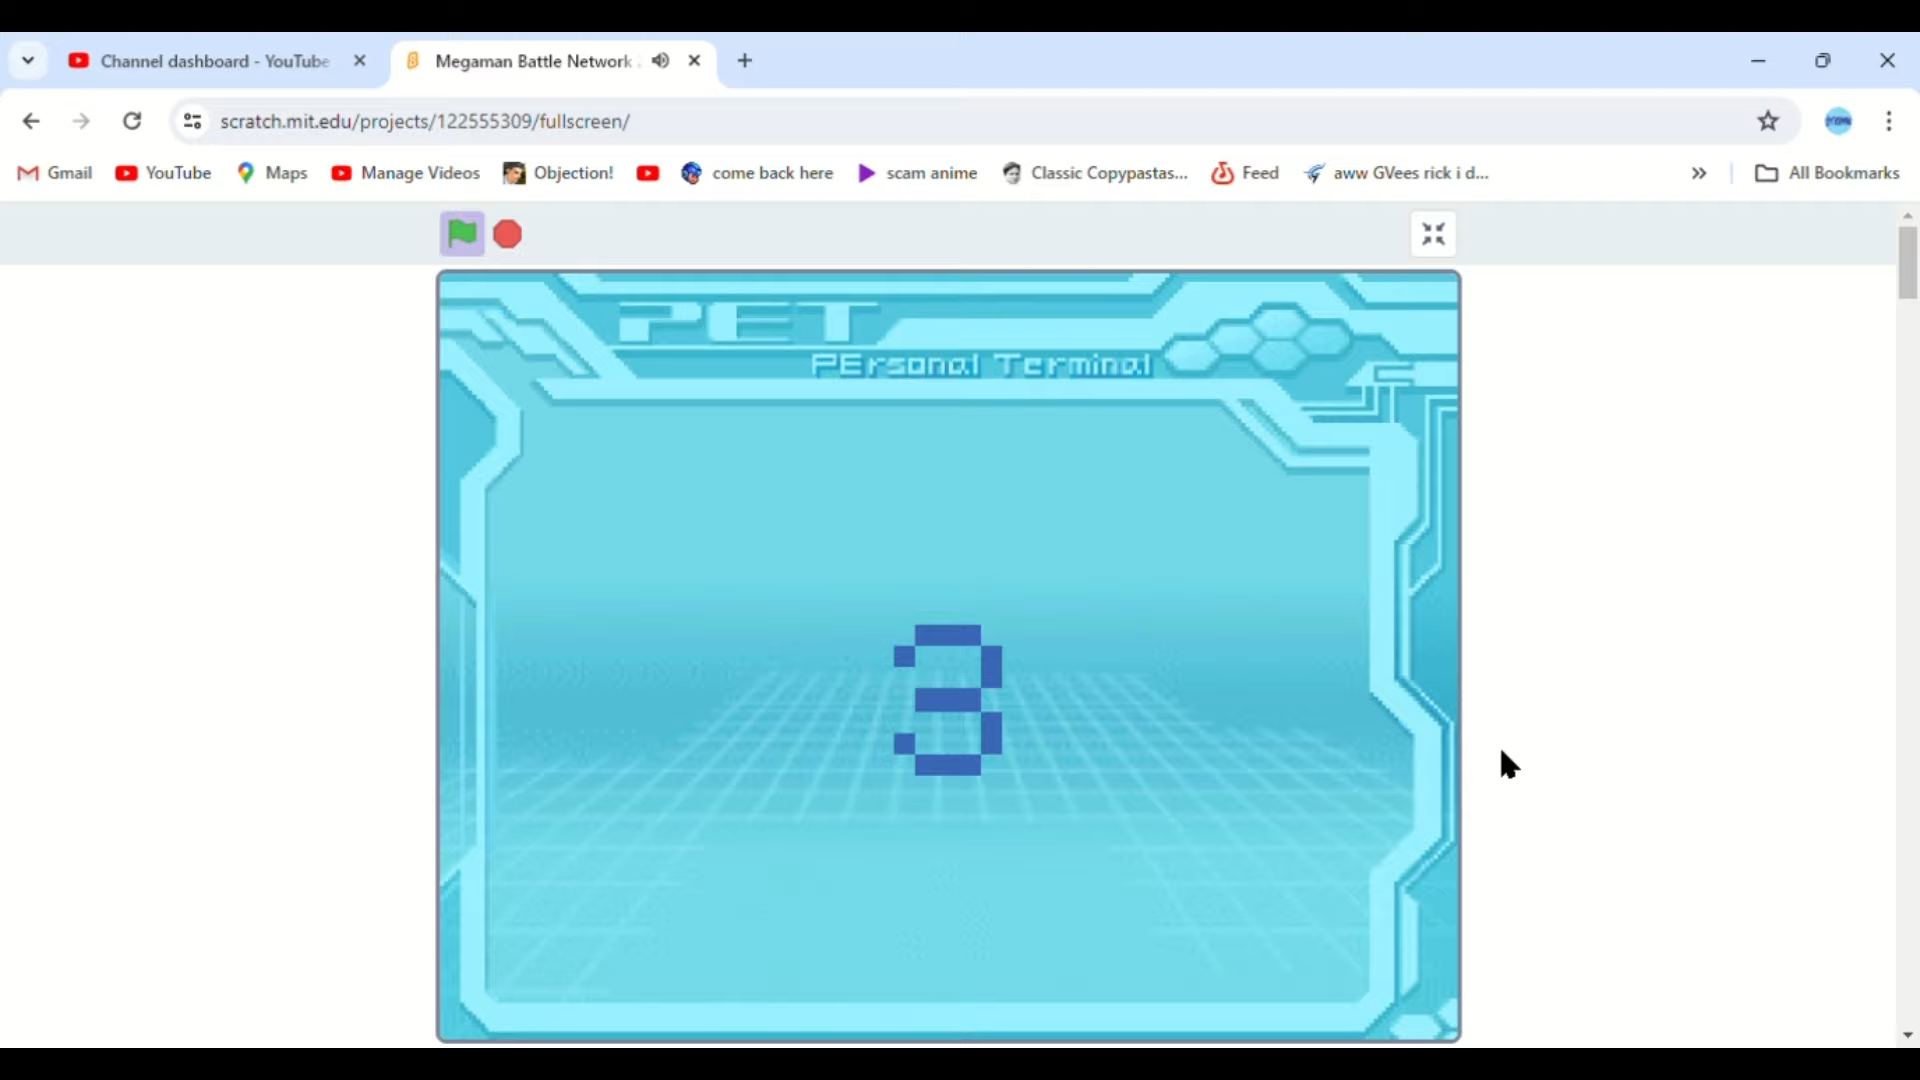 Channel dashboard - YouTube
Megaman Battle Network
scratch.mit.edu/projects/122555309/fullscreen/
Gmail YouTube Maps Manage Videos Objection! come back here scam anime Classic Copypastas... Feed aww GVees rick i d... » All Bookmarks
PET
PErsonal Terminal
3